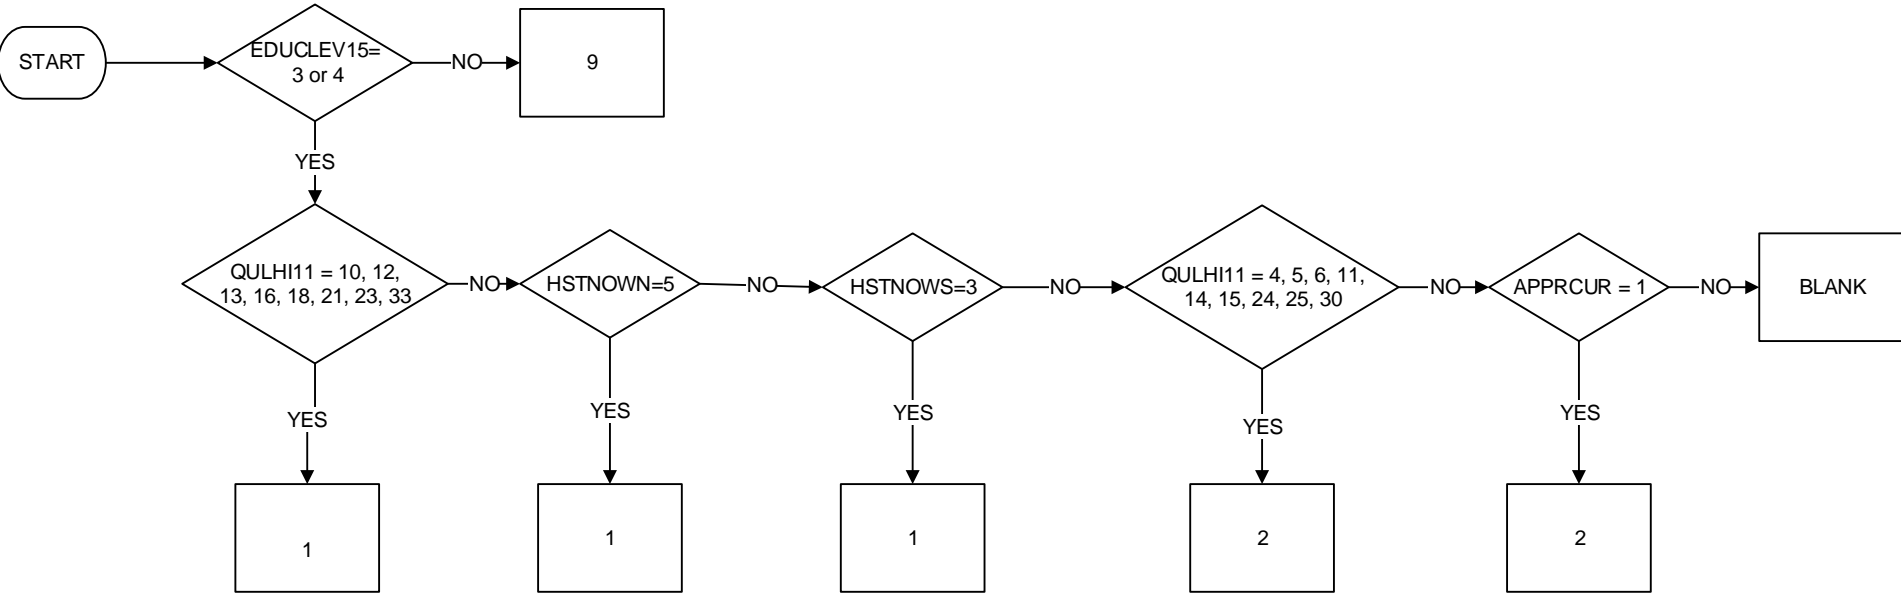 START
EDUCLEV15=
3 or 4
NO
9
YES
QULHI11 = 10, 12,
13, 16, 18, 21, 23, 33
NO
HSTNOWN=5
NO
HSTNOWS=3
NO
QULHI11 = 4, 5, 6, 11,
14, 15, 24, 25, 30
NO
APPRCUR = 1
NO
BLANK
YES
YES
YES
YES
YES
1
1
1
2
2